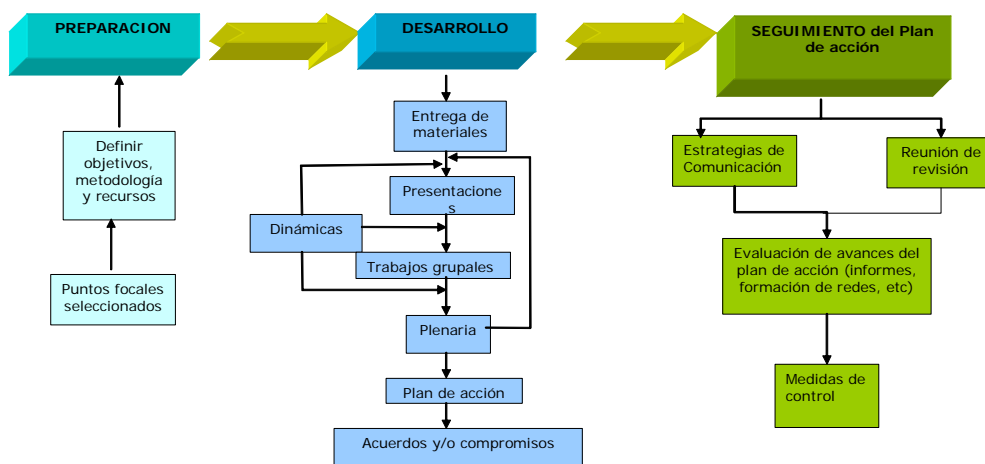 PREPARACION
Definir
objetivos,
metodología
y recursos
Puntos focales
seleccionados
DESARROLLO
Entrega de
materiales
Presentacione
s
Dinámicas
Trabajos grupales
Plenaria
Plan de acción
Acuerdos y/o compromisos
SEGUIMIENTO del Plan
de acción
Estrategias de
Comunicación
Reunión de
revisión
Evaluación de avances del
plan de acción (informes,
formación de redes, etc)
Medidas de
control